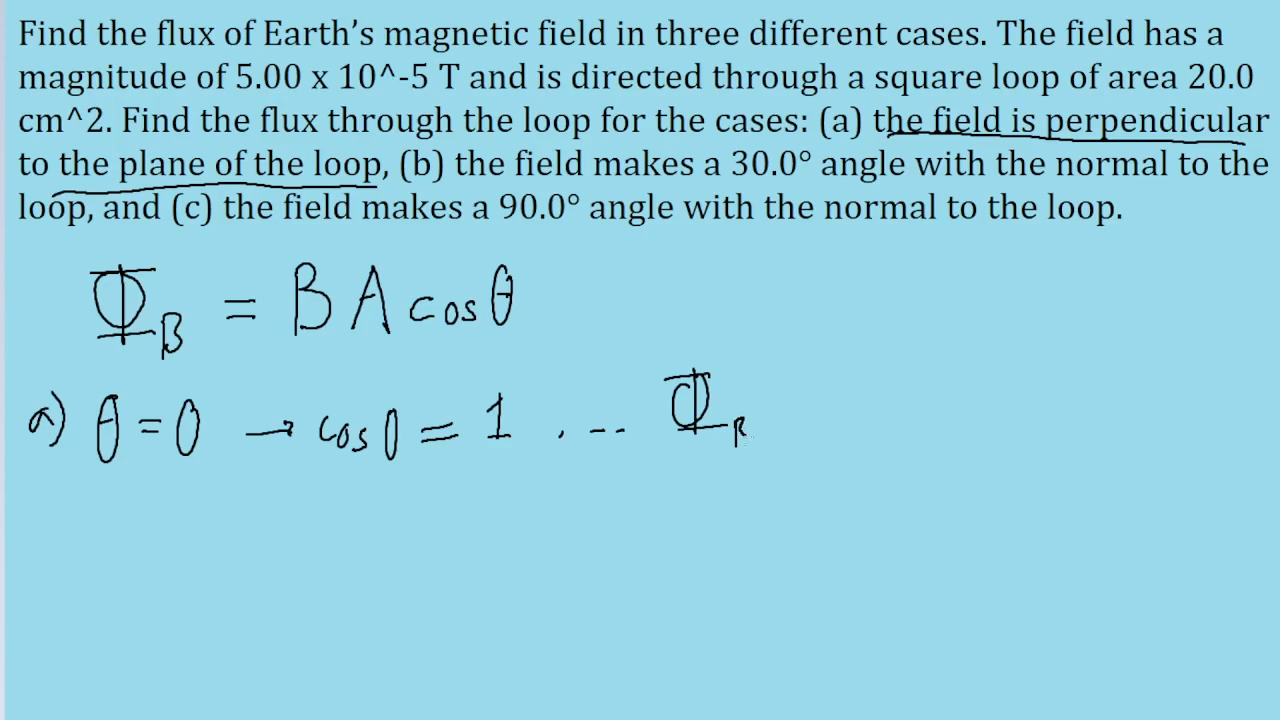 Find the flux of Earth’s magnetic field in three different cases. The field has a
magnitude of 5.00 x 10^-5 T and is directed through a square loop of area 20.0
cm^2. Find the flux through the loop for the cases: (a) the field is perpendicular
to the plane of the loop, (b) the field makes a 30.0° angle with the normal to the
loop, and (c) the field makes a 90.0° angle with the normal to the loop.
Φ_B = BA cosθ
a) θ = 0 → cos 0 = 1 . -- Φ_B